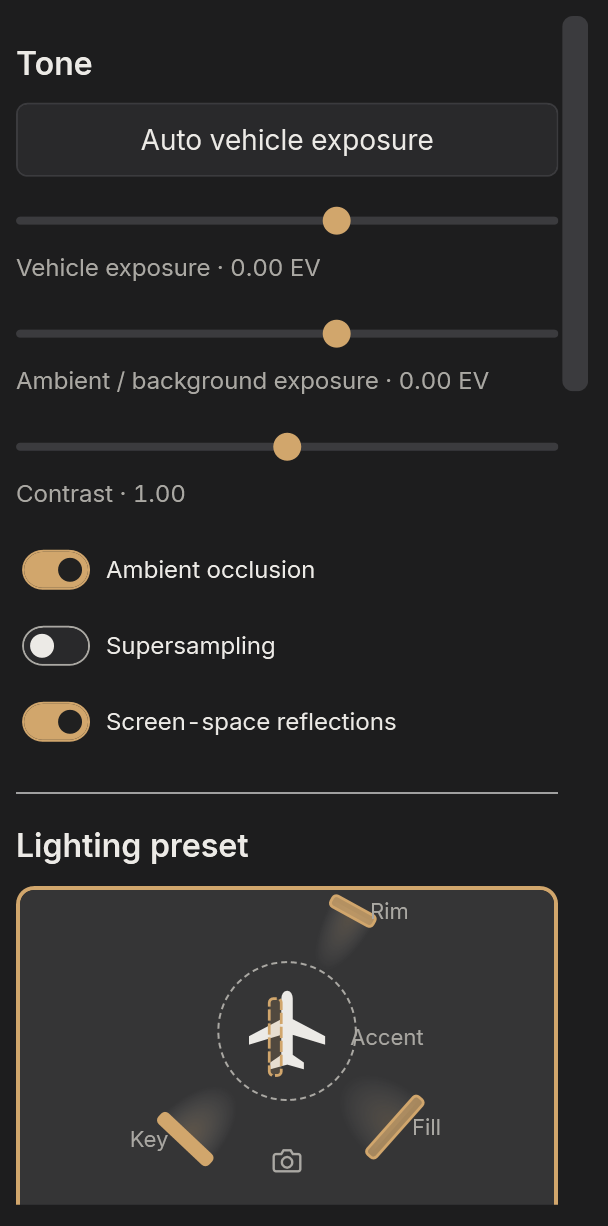 Tone
Auto vehicle exposure
Vehicle exposure · 0.00 EV
Ambient / background exposure · 0.00 EV
Contrast · 1.00
Ambient occlusion
Supersampling
Screen-space reflections
Lighting preset
Rim
Accent
Fill
Key